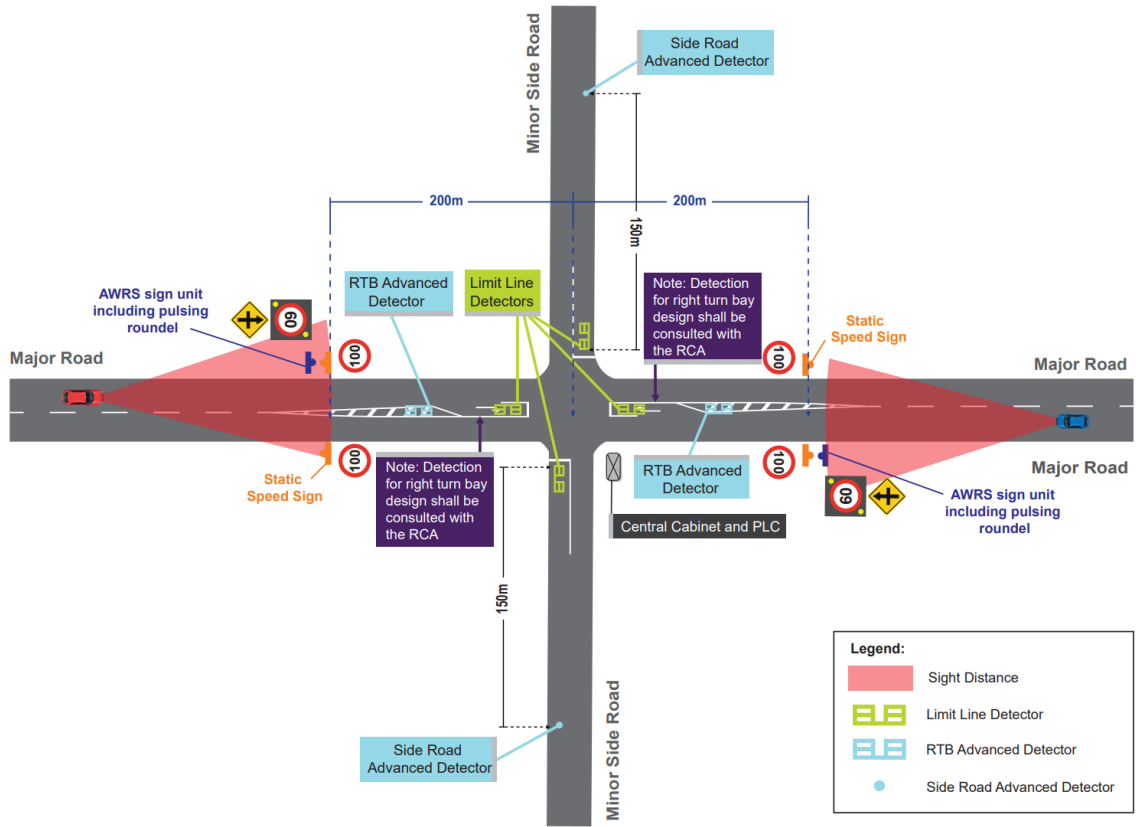 Minor Side Road
Side Road
Advanced Detector
200m
200m
150m
AWRS sign unit
including pulsing
roundel
60
RTB Advanced
Detector
Limit Line
Detectors
Note: Detection
for right turn bay
design shall be
consulted with
the RCA
Static
Speed Sign
100
100
Major Road
Major Road
100
100
Static
Speed Sign
Note: Detection
for right turn bay
design shall be
consulted with
the RCA
RTB Advanced
Detector
60
Major Road
AWRS sign unit
including pulsing
roundel
Central Cabinet and PLC
150m
Minor Side Road
Side Road
Advanced Detector
Legend:
Sight Distance
Limit Line Detector
RTB Advanced Detector
Side Road Advanced Detector